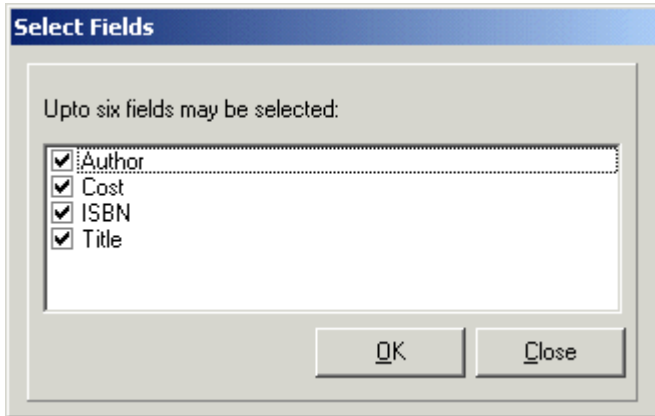 Select Fields
Upto six fields may be selected:
Author
Cost
ISBN
Title
OK
Close